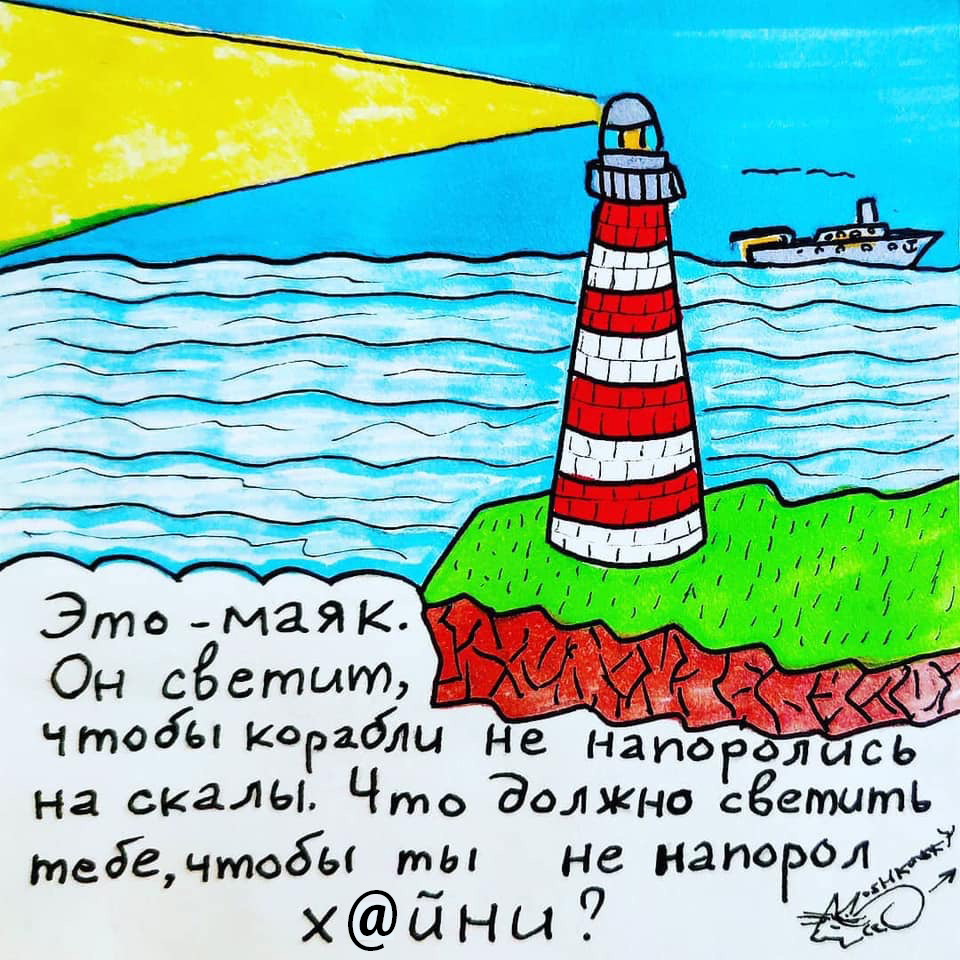 Это - маяк.
Он светит,
чтобы корабли не напоролись
на скалы. Что должно светить
тебе, чтобы ты не напорол
х@йни?